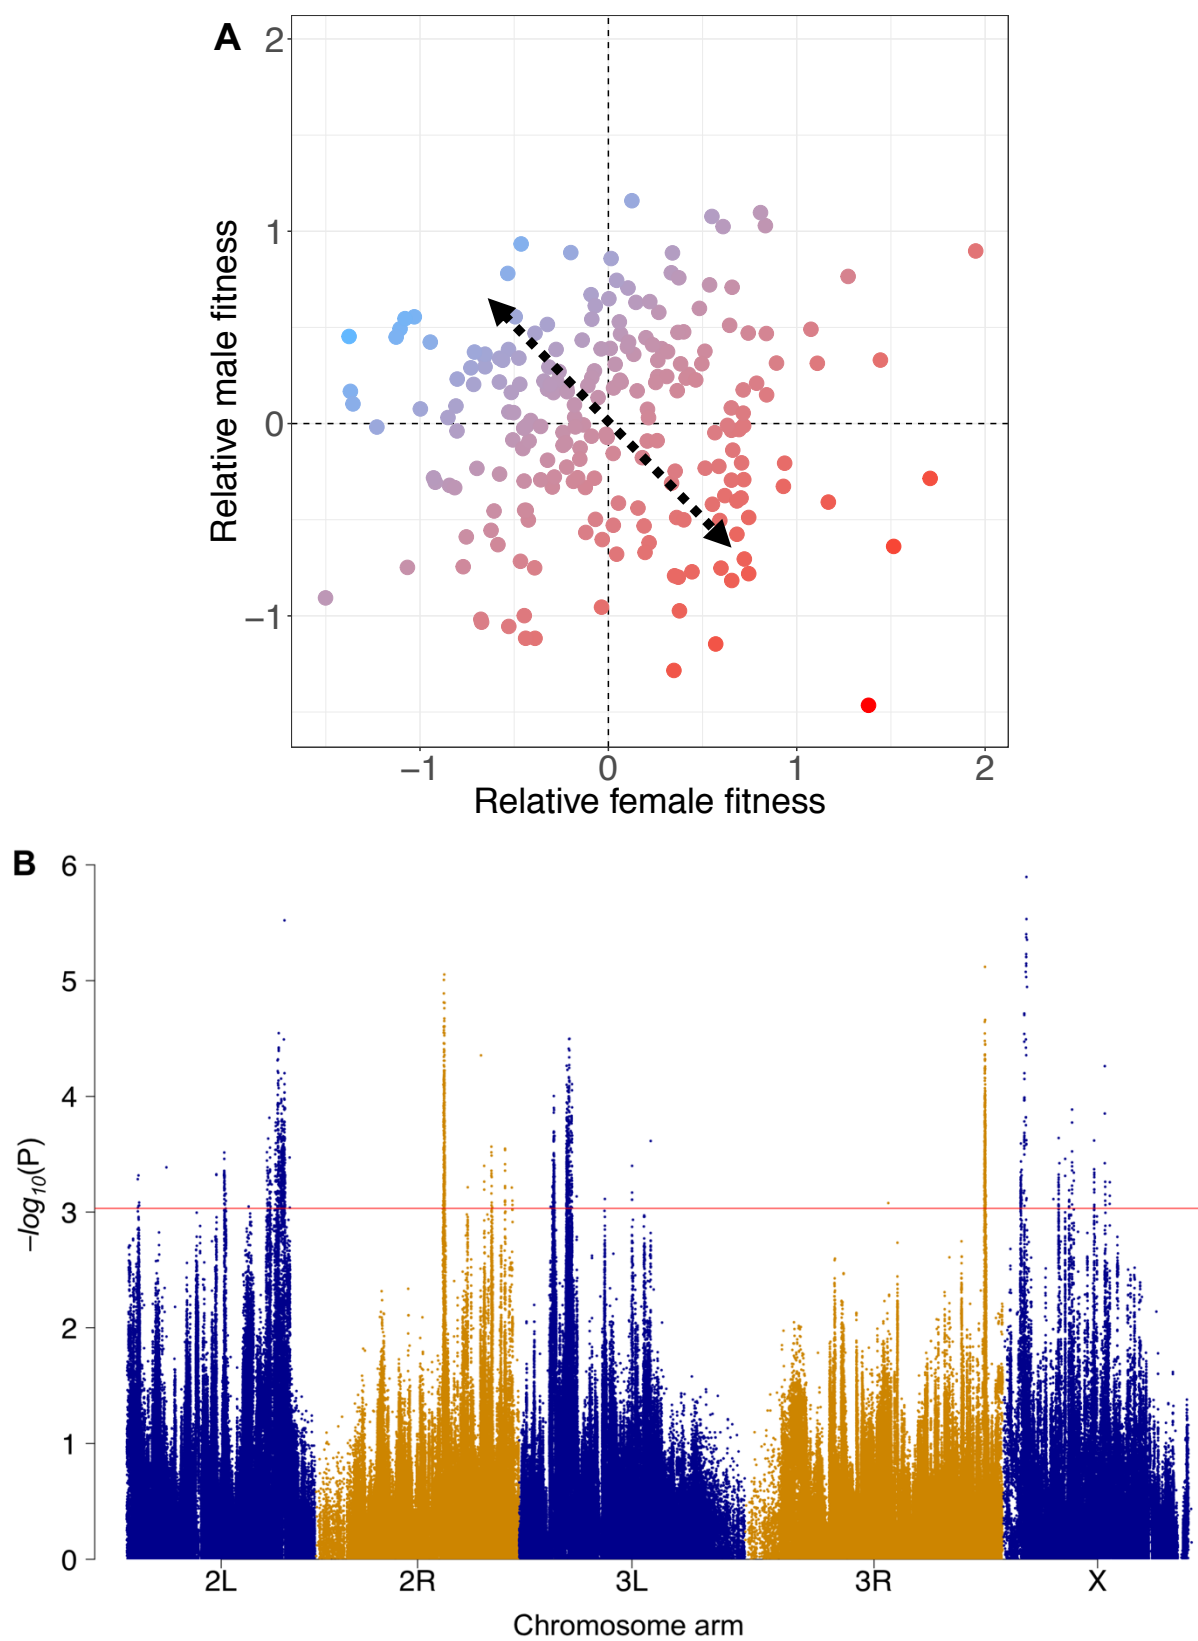 A
2
1
0
−1
Relative male fitness
−1 0 1 2
Relative female fitness
B
6
5
4
3
2
1
0
−log10(P)
2L 2R 3L 3R X
Chromosome arm